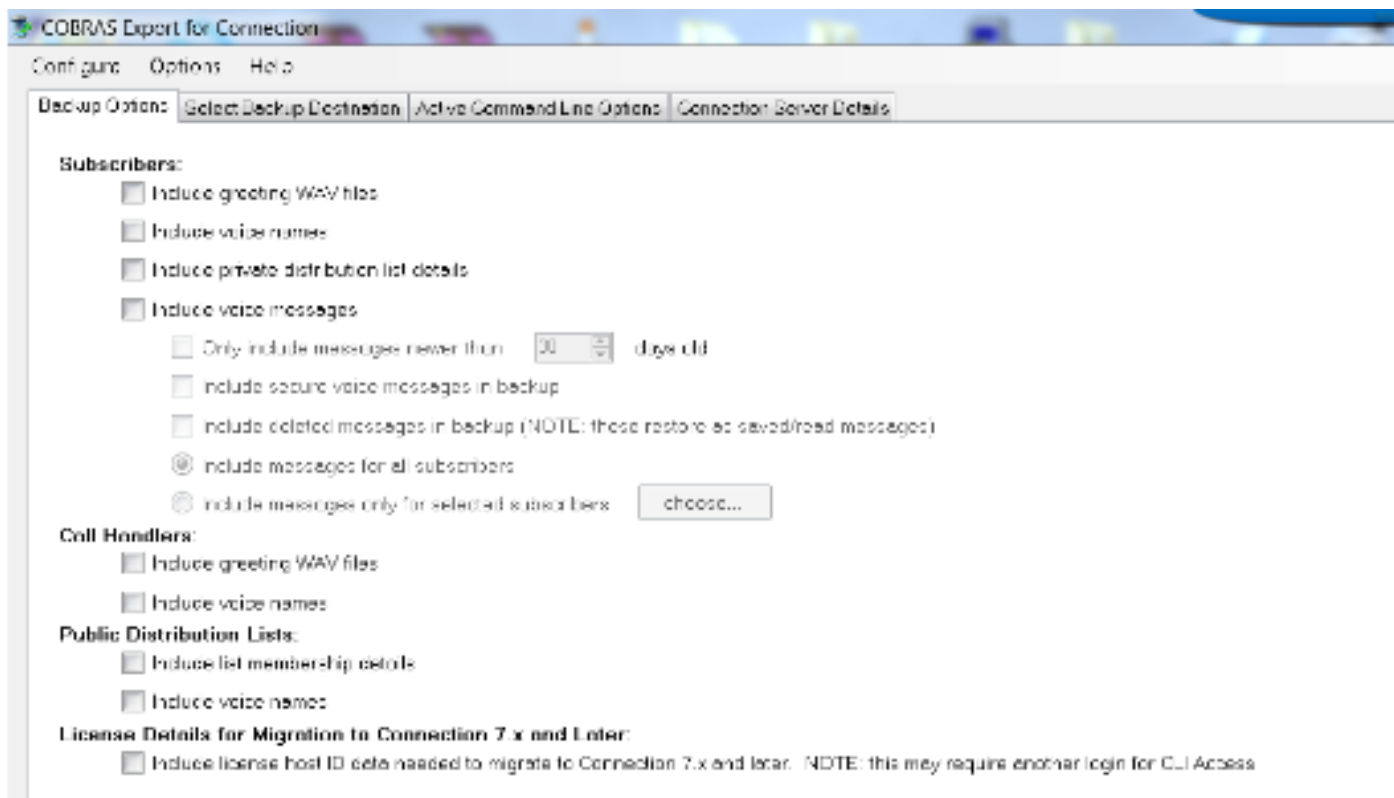 COBRAS Export for Connection
Configure Options Help
Backup Options Select Backup Destination Active Command Line Options Connection Server Details
Subscribers:
Include greeting WAV files
Include voice names
Include private distribution list details
Include voice messages
Only include messages newer than 30 days old
Include secure voice messages in backup
Include deleted messages in backup (NOTE: these restore as saved/read messages)
Include messages for all subscribers
Include messages only for selected subscribers choose...
Call Handlers:
Include greeting WAV files
Include voice names
Public Distribution Lists:
Include list membership details
Include voice names
License Details for Migration to Connection 7.x and Later:
Include license host ID data needed to migrate to Connection 7.x and later. NOTE: this may require another login for CLI Access